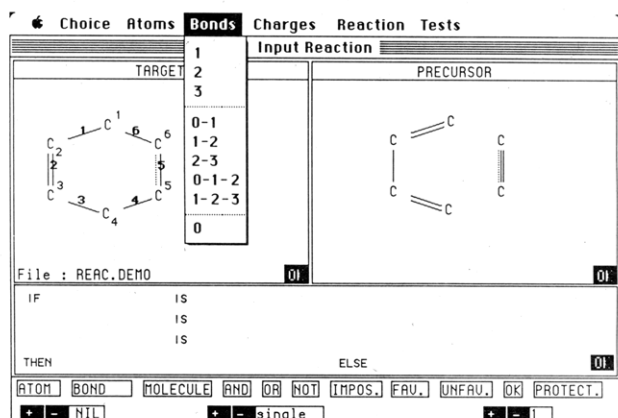 Choice Atoms Bonds Charges Reaction Tests
Input Reaction
1
2
3
0-1
1-2
2-3
0-1-2
1-2-3
0
TARGET
C 1
1 6
C 2
C 6
2 5
C 3
C 5
3 4
C 4
File : REAC.DEMO
PRECURSOR
C
C C
C C
C
IF IS
IS
IS
THEN ELSE
ATOM BOND MOLECULE AND OR NOT IMPOS. FAV. UNFAV. OK PROTECT.
+ - NIL + - single + - 1